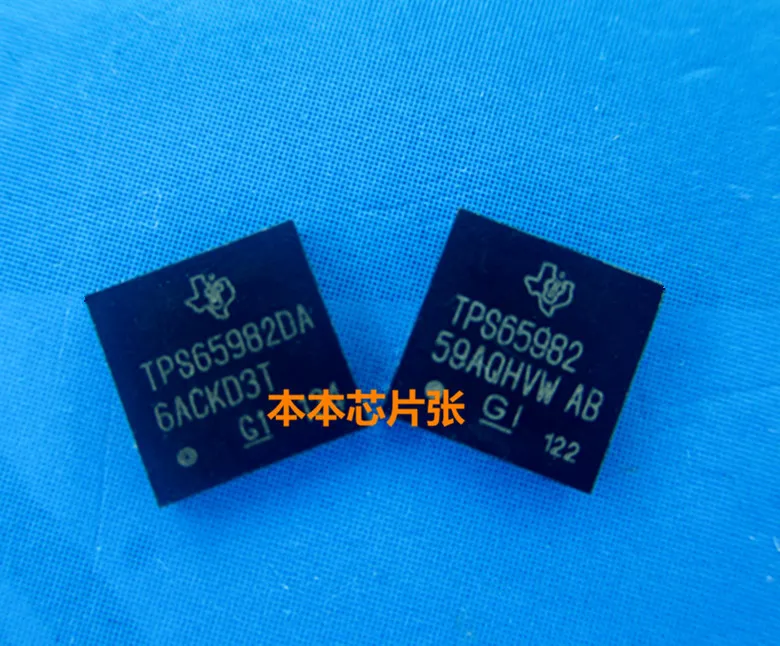 TPS65982DA
6ACKD3T
G1
TPS65982
59AQHVW AB
G1
122
本本芯片张